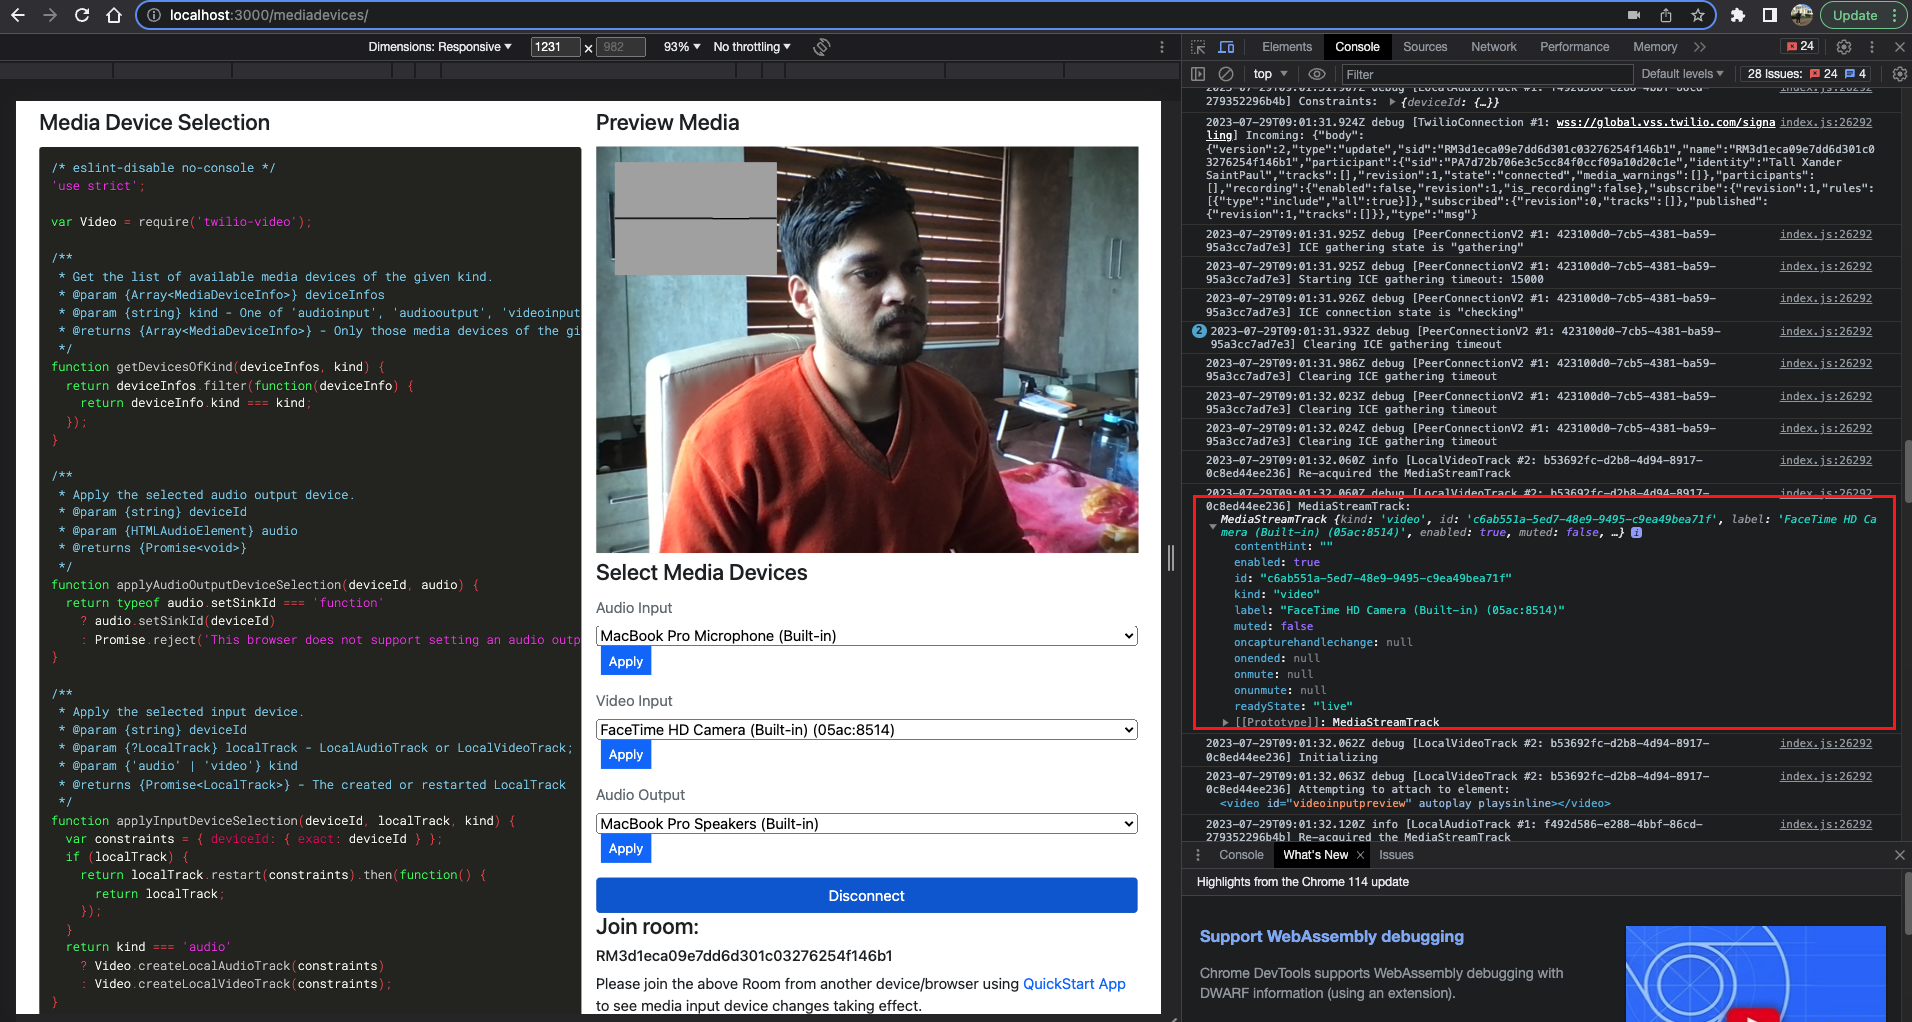 localhost:3000/mediadevices/
Update
Dimensions: Responsive
1231 × 982
93%
No throttling
Media Device Selection
/* eslint-disable no-console */
'use strict';
var Video = require('twilio-video');
/**
* Get the list of available media devices of the given kind.
* @param {Array<MediaDeviceInfo>} deviceInfos
* @param {string} kind - One of 'audioinput', 'audiooutput', 'videoinput
* @returns {Array<MediaDeviceInfo>} - Only those media devices of the gi
*/
function getDevicesOfKind(deviceInfos, kind) {
return deviceInfos.filter(function(deviceInfo) {
return deviceInfo.kind === kind;
});
}
/**
* Apply the selected audio output device.
* @param {string} deviceId
* @param {HTMLAudioElement} audio
* @returns {Promise<void>}
*/
function applyAudioOutputDeviceSelection(deviceId, audio) {
return typeof audio.setSinkId === 'function'
? audio.setSinkId(deviceId)
: Promise.reject('This browser does not support setting an audio outp
}
/**
* Apply the selected input device.
* @param {string} deviceId
* @param {?LocalTrack} localTrack - LocalAudioTrack or LocalVideoTrack;
* @param {'audio' | 'video'} kind
* @returns {Promise<LocalTrack>} - The created or restarted LocalTrack
*/
function applyInputDeviceSelection(deviceId, localTrack, kind) {
var constraints = { deviceId: { exact: deviceId } };
if (localTrack) {
return localTrack.restart(constraints).then(function() {
return localTrack;
});
}
return kind === 'audio'
? Video.createLocalAudioTrack(constraints)
: Video.createLocalVideoTrack(constraints);
}
Preview Media
Select Media Devices
Audio Input
MacBook Pro Microphone (Built-in)
Apply
Video Input
FaceTime HD Camera (Built-in) (05ac:8514)
Apply
Audio Output
MacBook Pro Speakers (Built-in)
Apply
Disconnect
Join room:
RM3d1eca09e7dd6d301c03276254f146b1
Please join the above Room from another device/browser using QuickStart App
to see media input device changes taking effect.
Elements Console Sources Network Performance Memory 24
top Filter Default levels 28 Issues: 24 4
2023-07-29T09:01:31.907Z debug [LocalAudioTrack #1: f492d586-e288-4bbf-86cd- index.js:26292
279352296b4b] Constraints: {deviceId: {…}}
2023-07-29T09:01:31.924Z debug [TwilioConnection #1: wss://global.vss.twilio.com/signa index.js:26292
ling] Incoming: {"body":
{"version":2,"type":"update","sid":"RM3d1eca09e7dd6d301c03276254f146b1","name":"RM3d1eca09e7dd6d301c0
3276254f146b1","participant":{"sid":"PA7d72b706e3c5cc84f0ccf09a10d20c1e","identity":"Tall Xander
SaintPaul","tracks":[],"revision":1,"state":"connected","media_warnings":[]},"participants":
[],"recording":{"enabled":false,"revision":1,"is_recording":false},"subscribe":{"revision":1,"rules":
[{"type":"include","all":true}]},"subscribed":{"revision":0,"tracks":[]},"published":
{"revision":1,"tracks":[]}},"type":"msg"}
2023-07-29T09:01:31.925Z debug [PeerConnectionV2 #1: 423100d0-7cb5-4381-ba59- index.js:26292
95a3cc7ad7e3] ICE gathering state is "gathering"
2023-07-29T09:01:31.925Z debug [PeerConnectionV2 #1: 423100d0-7cb5-4381-ba59- index.js:26292
95a3cc7ad7e3] Starting ICE gathering timeout: 15000
2023-07-29T09:01:31.926Z debug [PeerConnectionV2 #1: 423100d0-7cb5-4381-ba59- index.js:26292
95a3cc7ad7e3] ICE connection state is "checking"
2 2023-07-29T09:01:31.932Z debug [PeerConnectionV2 #1: 423100d0-7cb5-4381-ba59- index.js:26292
95a3cc7ad7e3] Clearing ICE gathering timeout
2023-07-29T09:01:31.986Z debug [PeerConnectionV2 #1: 423100d0-7cb5-4381-ba59- index.js:26292
95a3cc7ad7e3] Clearing ICE gathering timeout
2023-07-29T09:01:32.023Z debug [PeerConnectionV2 #1: 423100d0-7cb5-4381-ba59- index.js:26292
95a3cc7ad7e3] Clearing ICE gathering timeout
2023-07-29T09:01:32.024Z debug [PeerConnectionV2 #1: 423100d0-7cb5-4381-ba59- index.js:26292
95a3cc7ad7e3] Clearing ICE gathering timeout
2023-07-29T09:01:32.060Z info [LocalVideoTrack #2: b53692fc-d2b8-4d94-8917- index.js:26292
0c8ed44ee236] Re-acquired the MediaStreamTrack
2023-07-29T09:01:32.060Z debug [LocalVideoTrack #2: b53692fc-d2b8-4d94-8917- index.js:26292
0c8ed44ee236] MediaStreamTrack:
MediaStreamTrack {kind: 'video', id: 'c6ab551a-5ed7-48e9-9495-c9ea49bea71f', label: 'FaceTime HD Ca
mera (Built-in) (05ac:8514)', enabled: true, muted: false, …} i
contentHint: ""
enabled: true
id: "c6ab551a-5ed7-48e9-9495-c9ea49bea71f"
kind: "video"
label: "FaceTime HD Camera (Built-in) (05ac:8514)"
muted: false
oncapturehandlechange: null
onended: null
onmute: null
onunmute: null
readyState: "live"
[[Prototype]]: MediaStreamTrack
2023-07-29T09:01:32.062Z debug [LocalVideoTrack #2: b53692fc-d2b8-4d94-8917- index.js:26292
0c8ed44ee236] Initializing
2023-07-29T09:01:32.063Z debug [LocalVideoTrack #2: b53692fc-d2b8-4d94-8917- index.js:26292
0c8ed44ee236] Attempting to attach to element:
<video id="videoinputpreview" autoplay playsinline></video>
2023-07-29T09:01:32.120Z info [LocalAudioTrack #1: f492d586-e288-4bbf-86cd- index.js:26292
279352296b4b] Re-acquired the MediaStreamTrack
Console What's New Issues
Highlights from the Chrome 114 update
Support WebAssembly debugging
Chrome DevTools supports WebAssembly debugging with
DWARF information (using an extension).